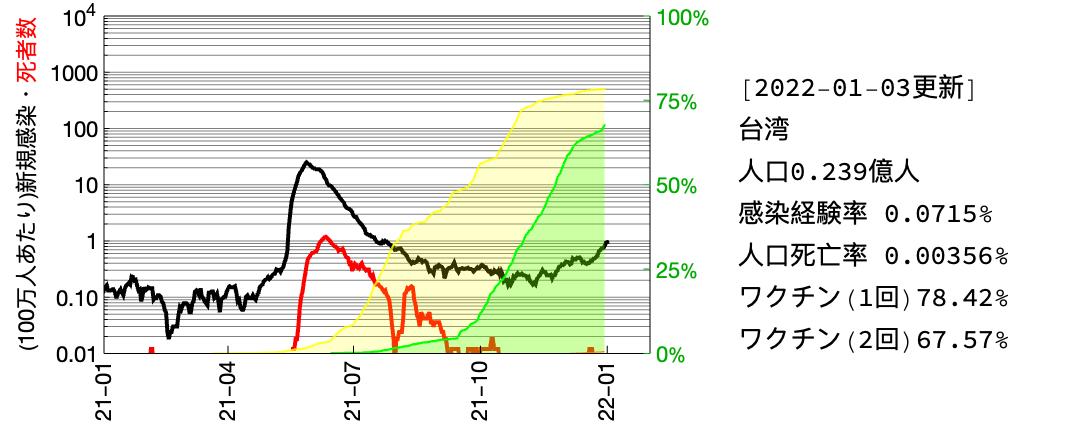 (100万人あたり)新規感染・死者数
10⁴
1000
100
10
1
0.1
0.10
0.01
100%
75%
50%
25%
0%
21-01
21-04
21-07
21-10
22-01
[2022-01-03更新]
台湾
人口0.239億人
感染経験率 0.0715%
人口死亡率 0.00356%
ワクチン(1回)78.42%
ワクチン(2回)67.57%